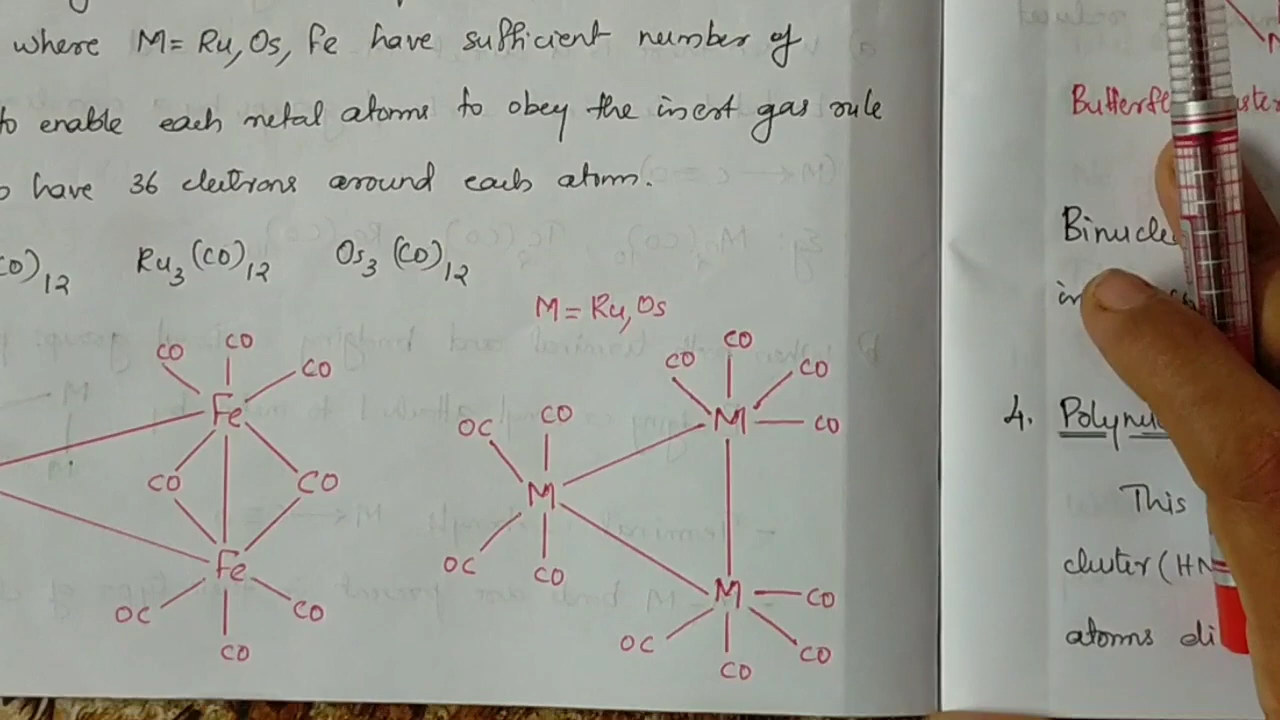 where M = Ru, Os, Fe have sufficient number of
to enable each metal atoms to obey the inert gas rule
have 36 electrons around each atom.
CO)12 Ru3(CO)12 Os3(CO)12
M = Ru, Os
CO CO CO
Fe
CO CO
Fe
OC CO
CO
CO CO CO
M CO
OC CO
M
OC CO
M CO
OC CO CO
Binucle
in
4. Polynu
This
cluster (HN
atoms di